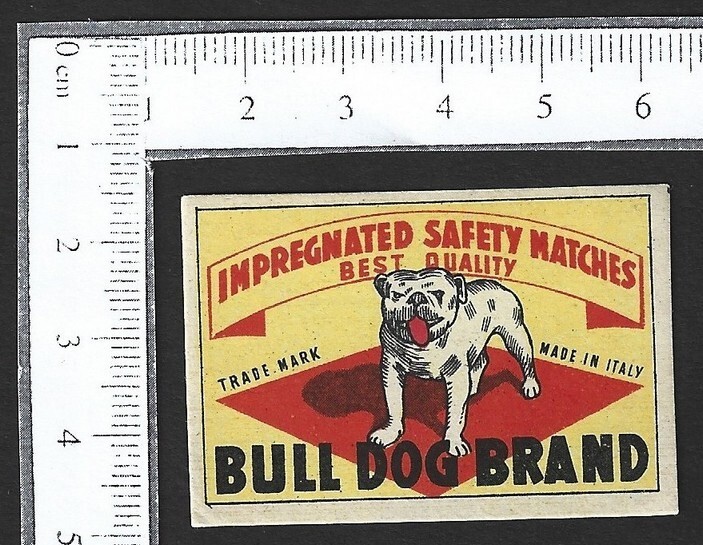 0 cm
1
2
3
4
5
1
2
3
4
5
6
IMPREGNATED SAFETY MATCHES
BEST QUALITY
TRADE.MARK
MADE.IN ITALY
BULL DOG BRAND